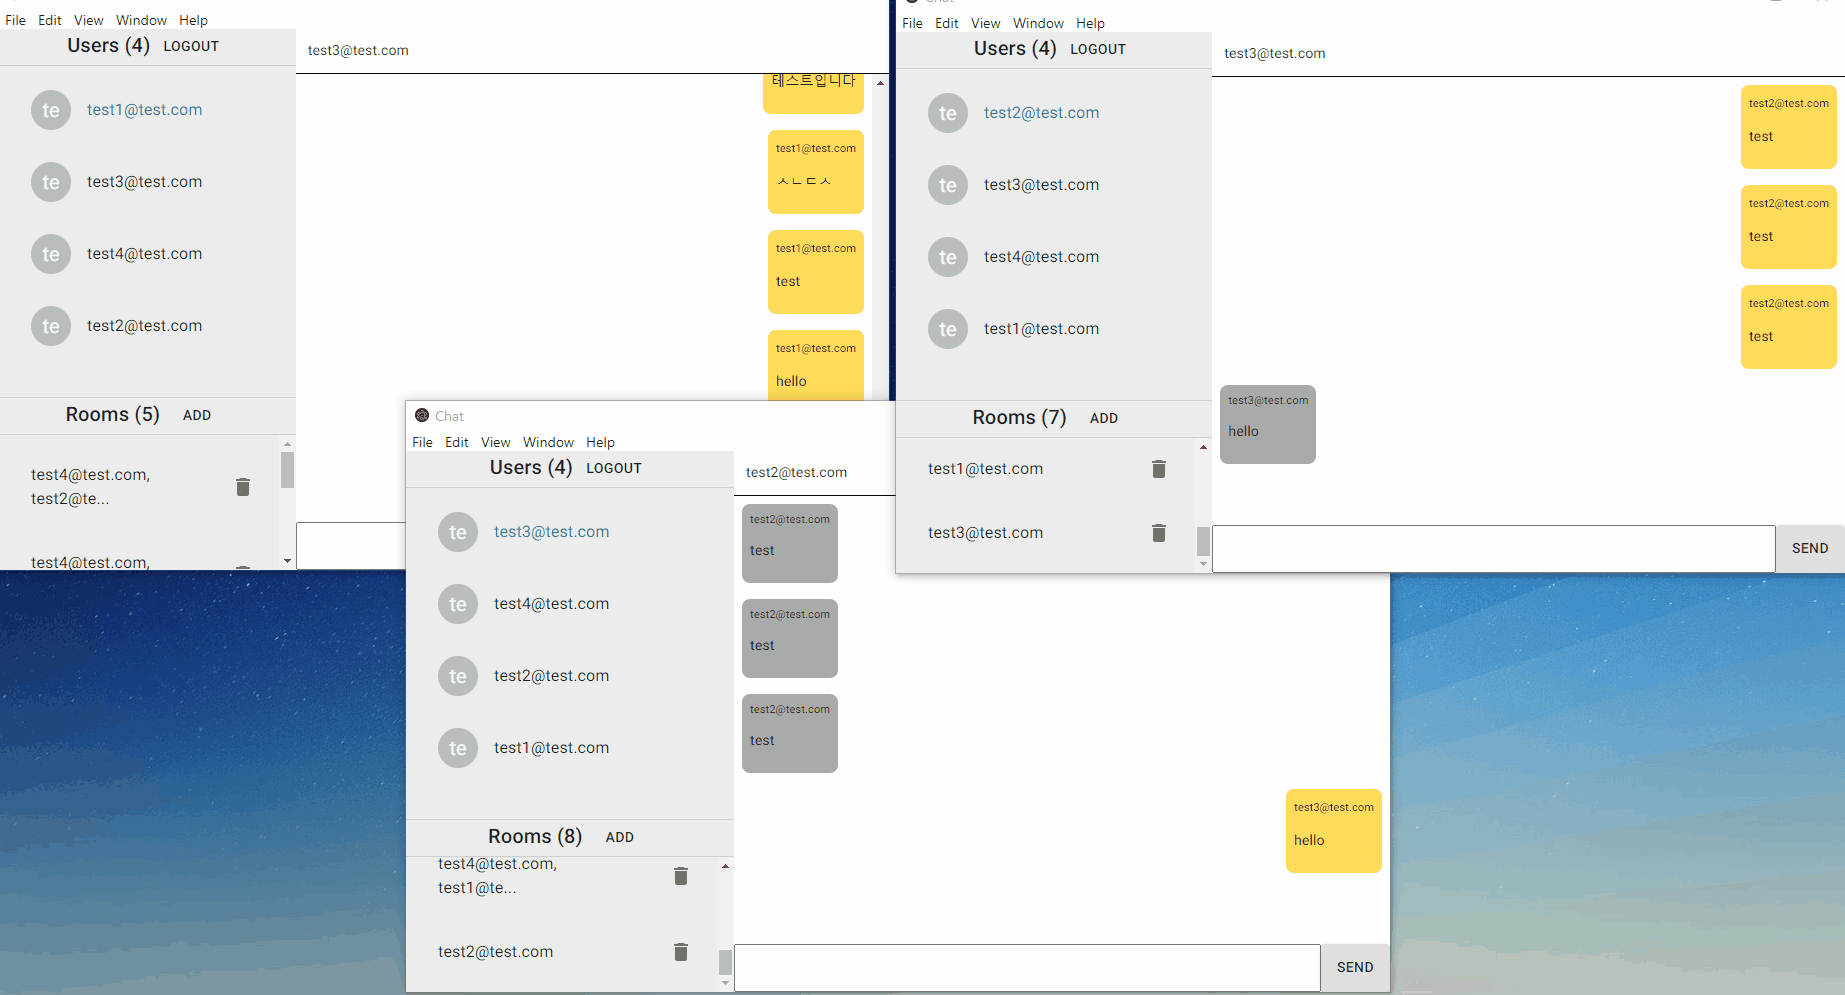 File Edit View Window Help
Users (4) LOGOUT
test3@test.com
te test1@test.com
te test3@test.com
te test4@test.com
te test2@test.com
Rooms (5) ADD
test4@test.com,
test2@te...
test4@test.com,
테스트입니다
test1@test.com
ㅅㄴㄷㅅ
test1@test.com
test
test1@test.com
hello
Chat
File Edit View Window Help
Users (4) LOGOUT
test3@test.com
te test2@test.com
te test3@test.com
te test4@test.com
te test1@test.com
Rooms (7) ADD
test1@test.com
test3@test.com
test2@test.com
test
test2@test.com
test
test2@test.com
test
test3@test.com
hello
SEND
Chat
File Edit View Window Help
Users (4) LOGOUT
test2@test.com
te test3@test.com
te test4@test.com
te test2@test.com
te test1@test.com
Rooms (8) ADD
test4@test.com,
test1@te...
test2@test.com
test2@test.com
test
test2@test.com
test
test2@test.com
test
test3@test.com
hello
SEND